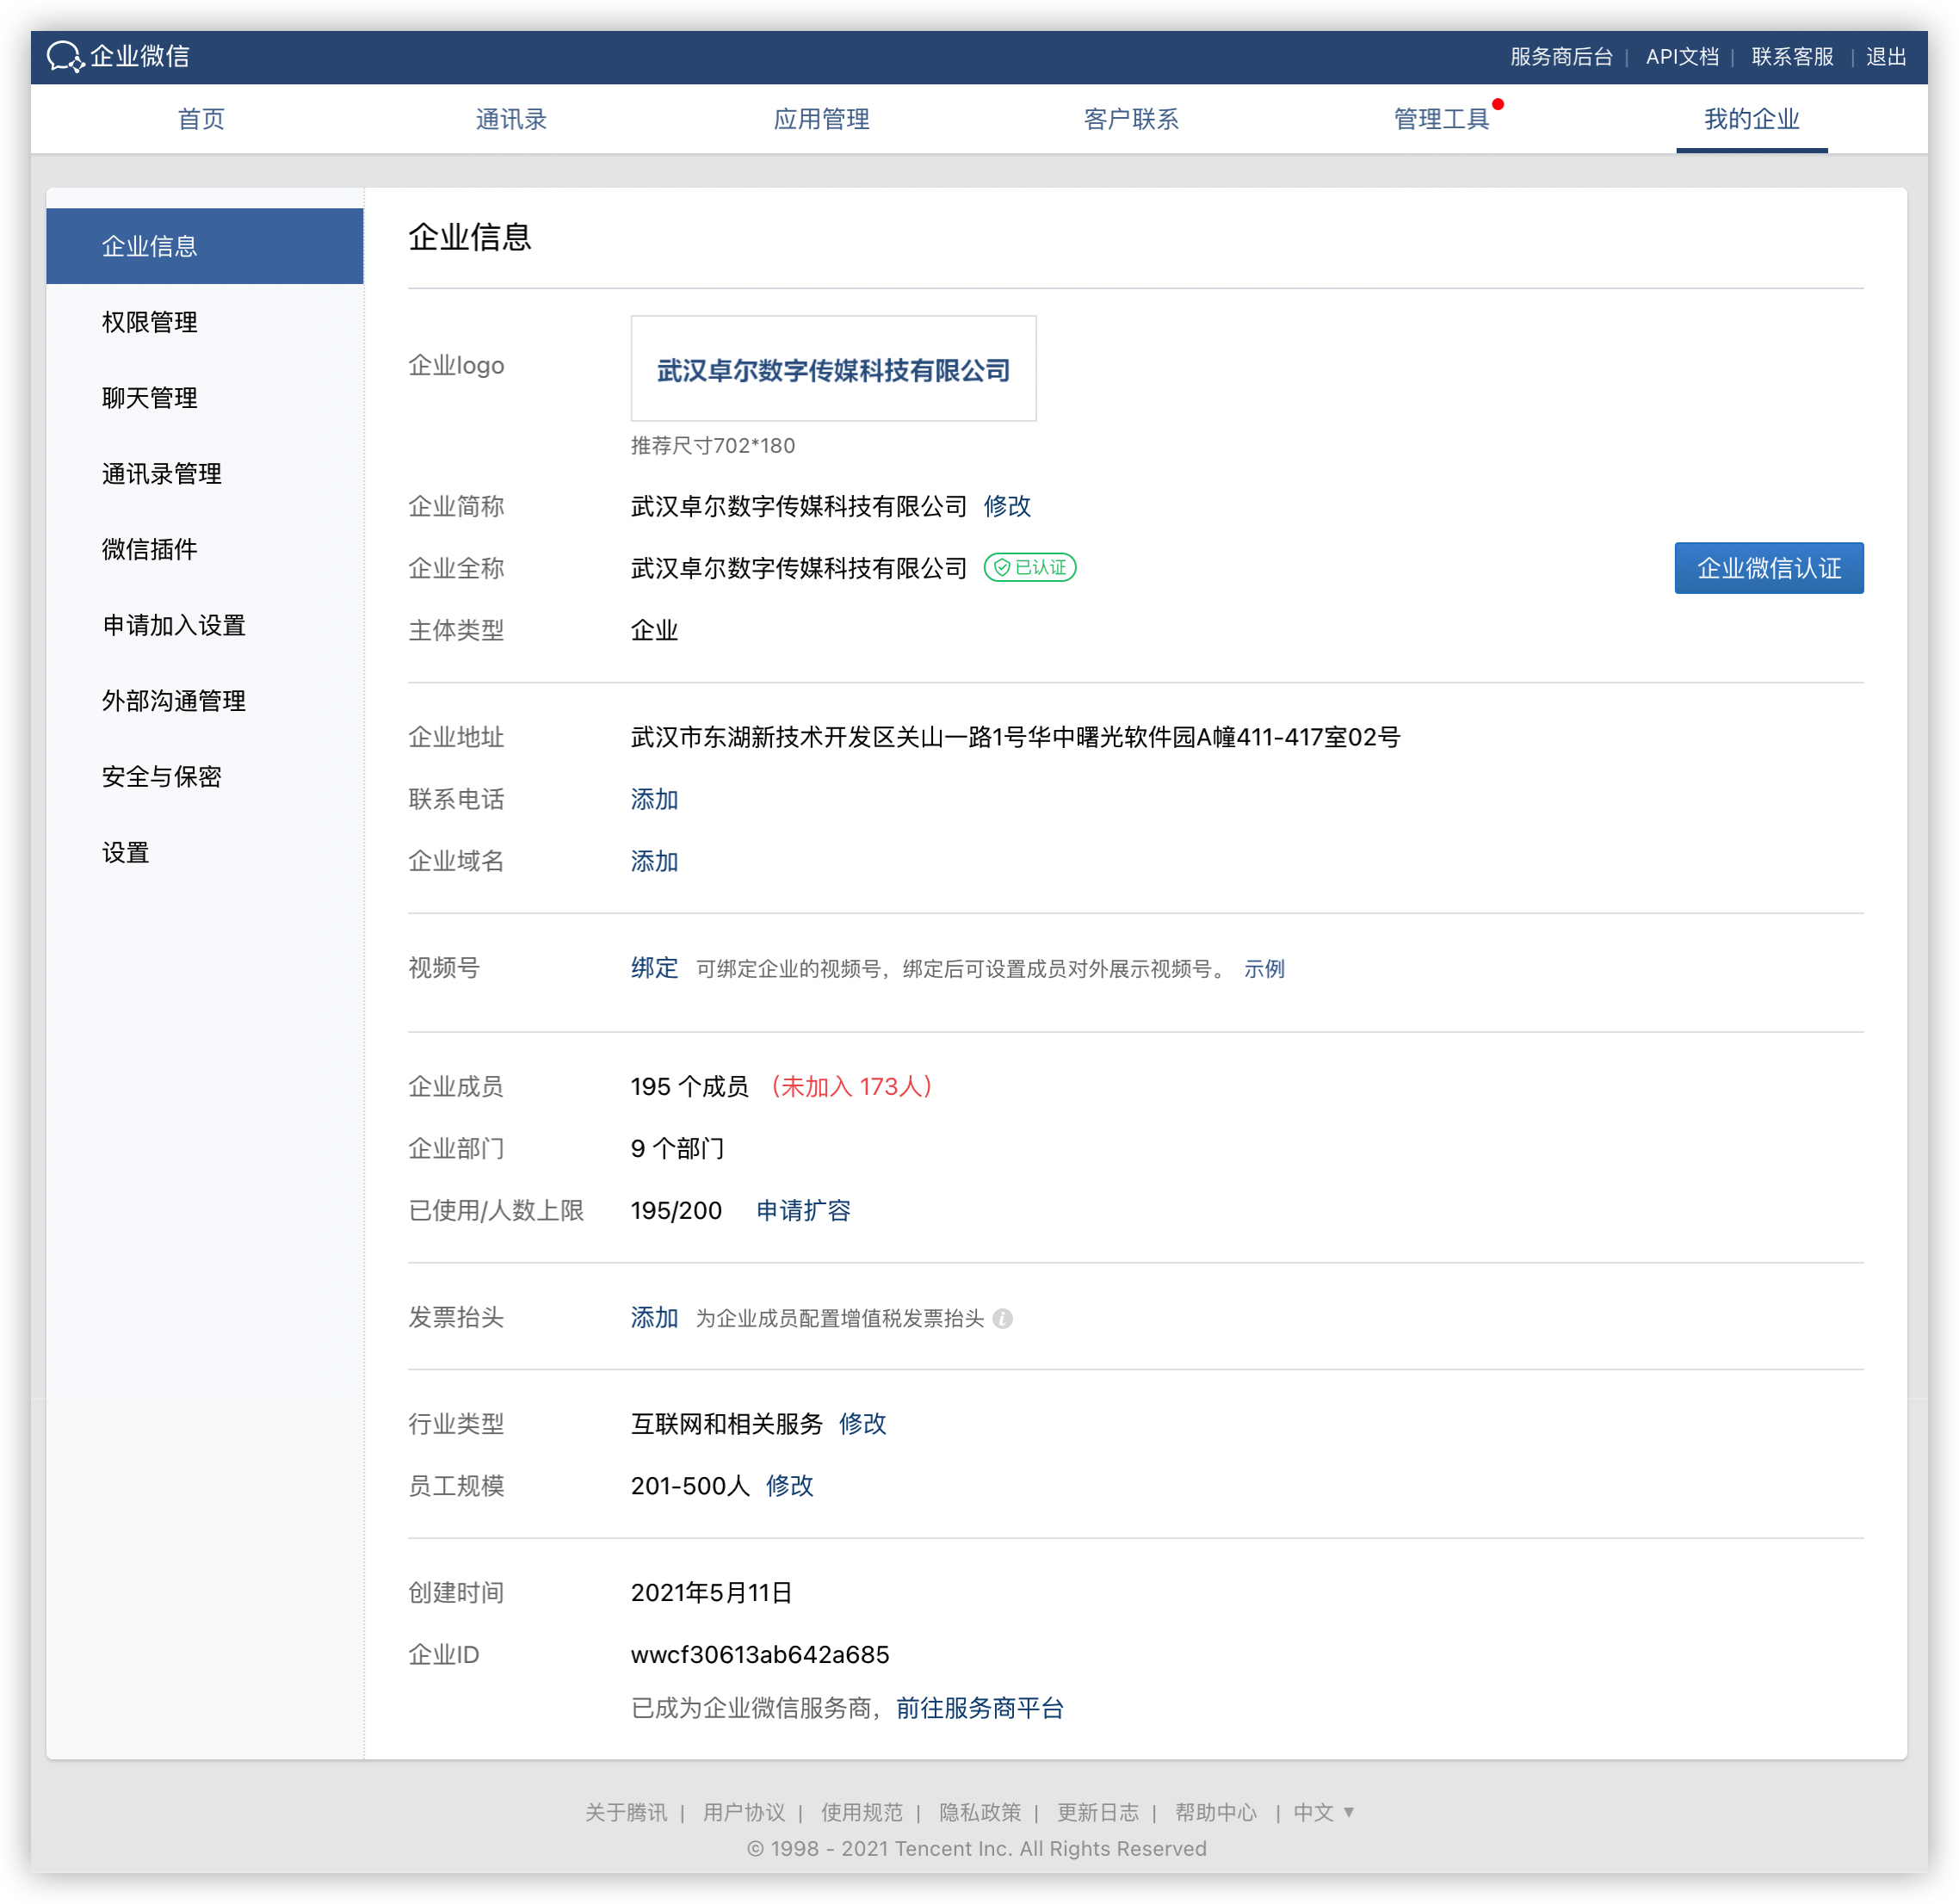 企业微信
服务商后台 | API文档 | 联系客服 | 退出
首页 通讯录 应用管理 客户联系 管理工具 我的企业
企业信息
权限管理
聊天管理
通讯录管理
微信插件
申请加入设置
外部沟通管理
安全与保密
设置
企业信息
企业logo 武汉卓尔数字传媒科技有限公司
推荐尺寸702*180
企业简称 武汉卓尔数字传媒科技有限公司 修改
企业全称 武汉卓尔数字传媒科技有限公司 已认证 企业微信认证
主体类型 企业
企业地址 武汉市东湖新技术开发区关山一路1号华中曙光软件园A幢411-417室02号
联系电话 添加
企业域名 添加
视频号 绑定 可绑定企业的视频号，绑定后可设置成员对外展示视频号。 示例
企业成员 195 个成员 （未加入 173人）
企业部门 9 个部门
已使用/人数上限 195/200 申请扩容
发票抬头 添加 为企业成员配置增值税发票抬头 i
行业类型 互联网和相关服务 修改
员工规模 201-500人 修改
创建时间 2021年5月11日
企业ID wwcf30613ab642a685
已成为企业微信服务商，前往服务商平台
关于腾讯 | 用户协议 | 使用规范 | 隐私政策 | 更新日志 | 帮助中心 | 中文 ▼
© 1998 - 2021 Tencent Inc. All Rights Reserved